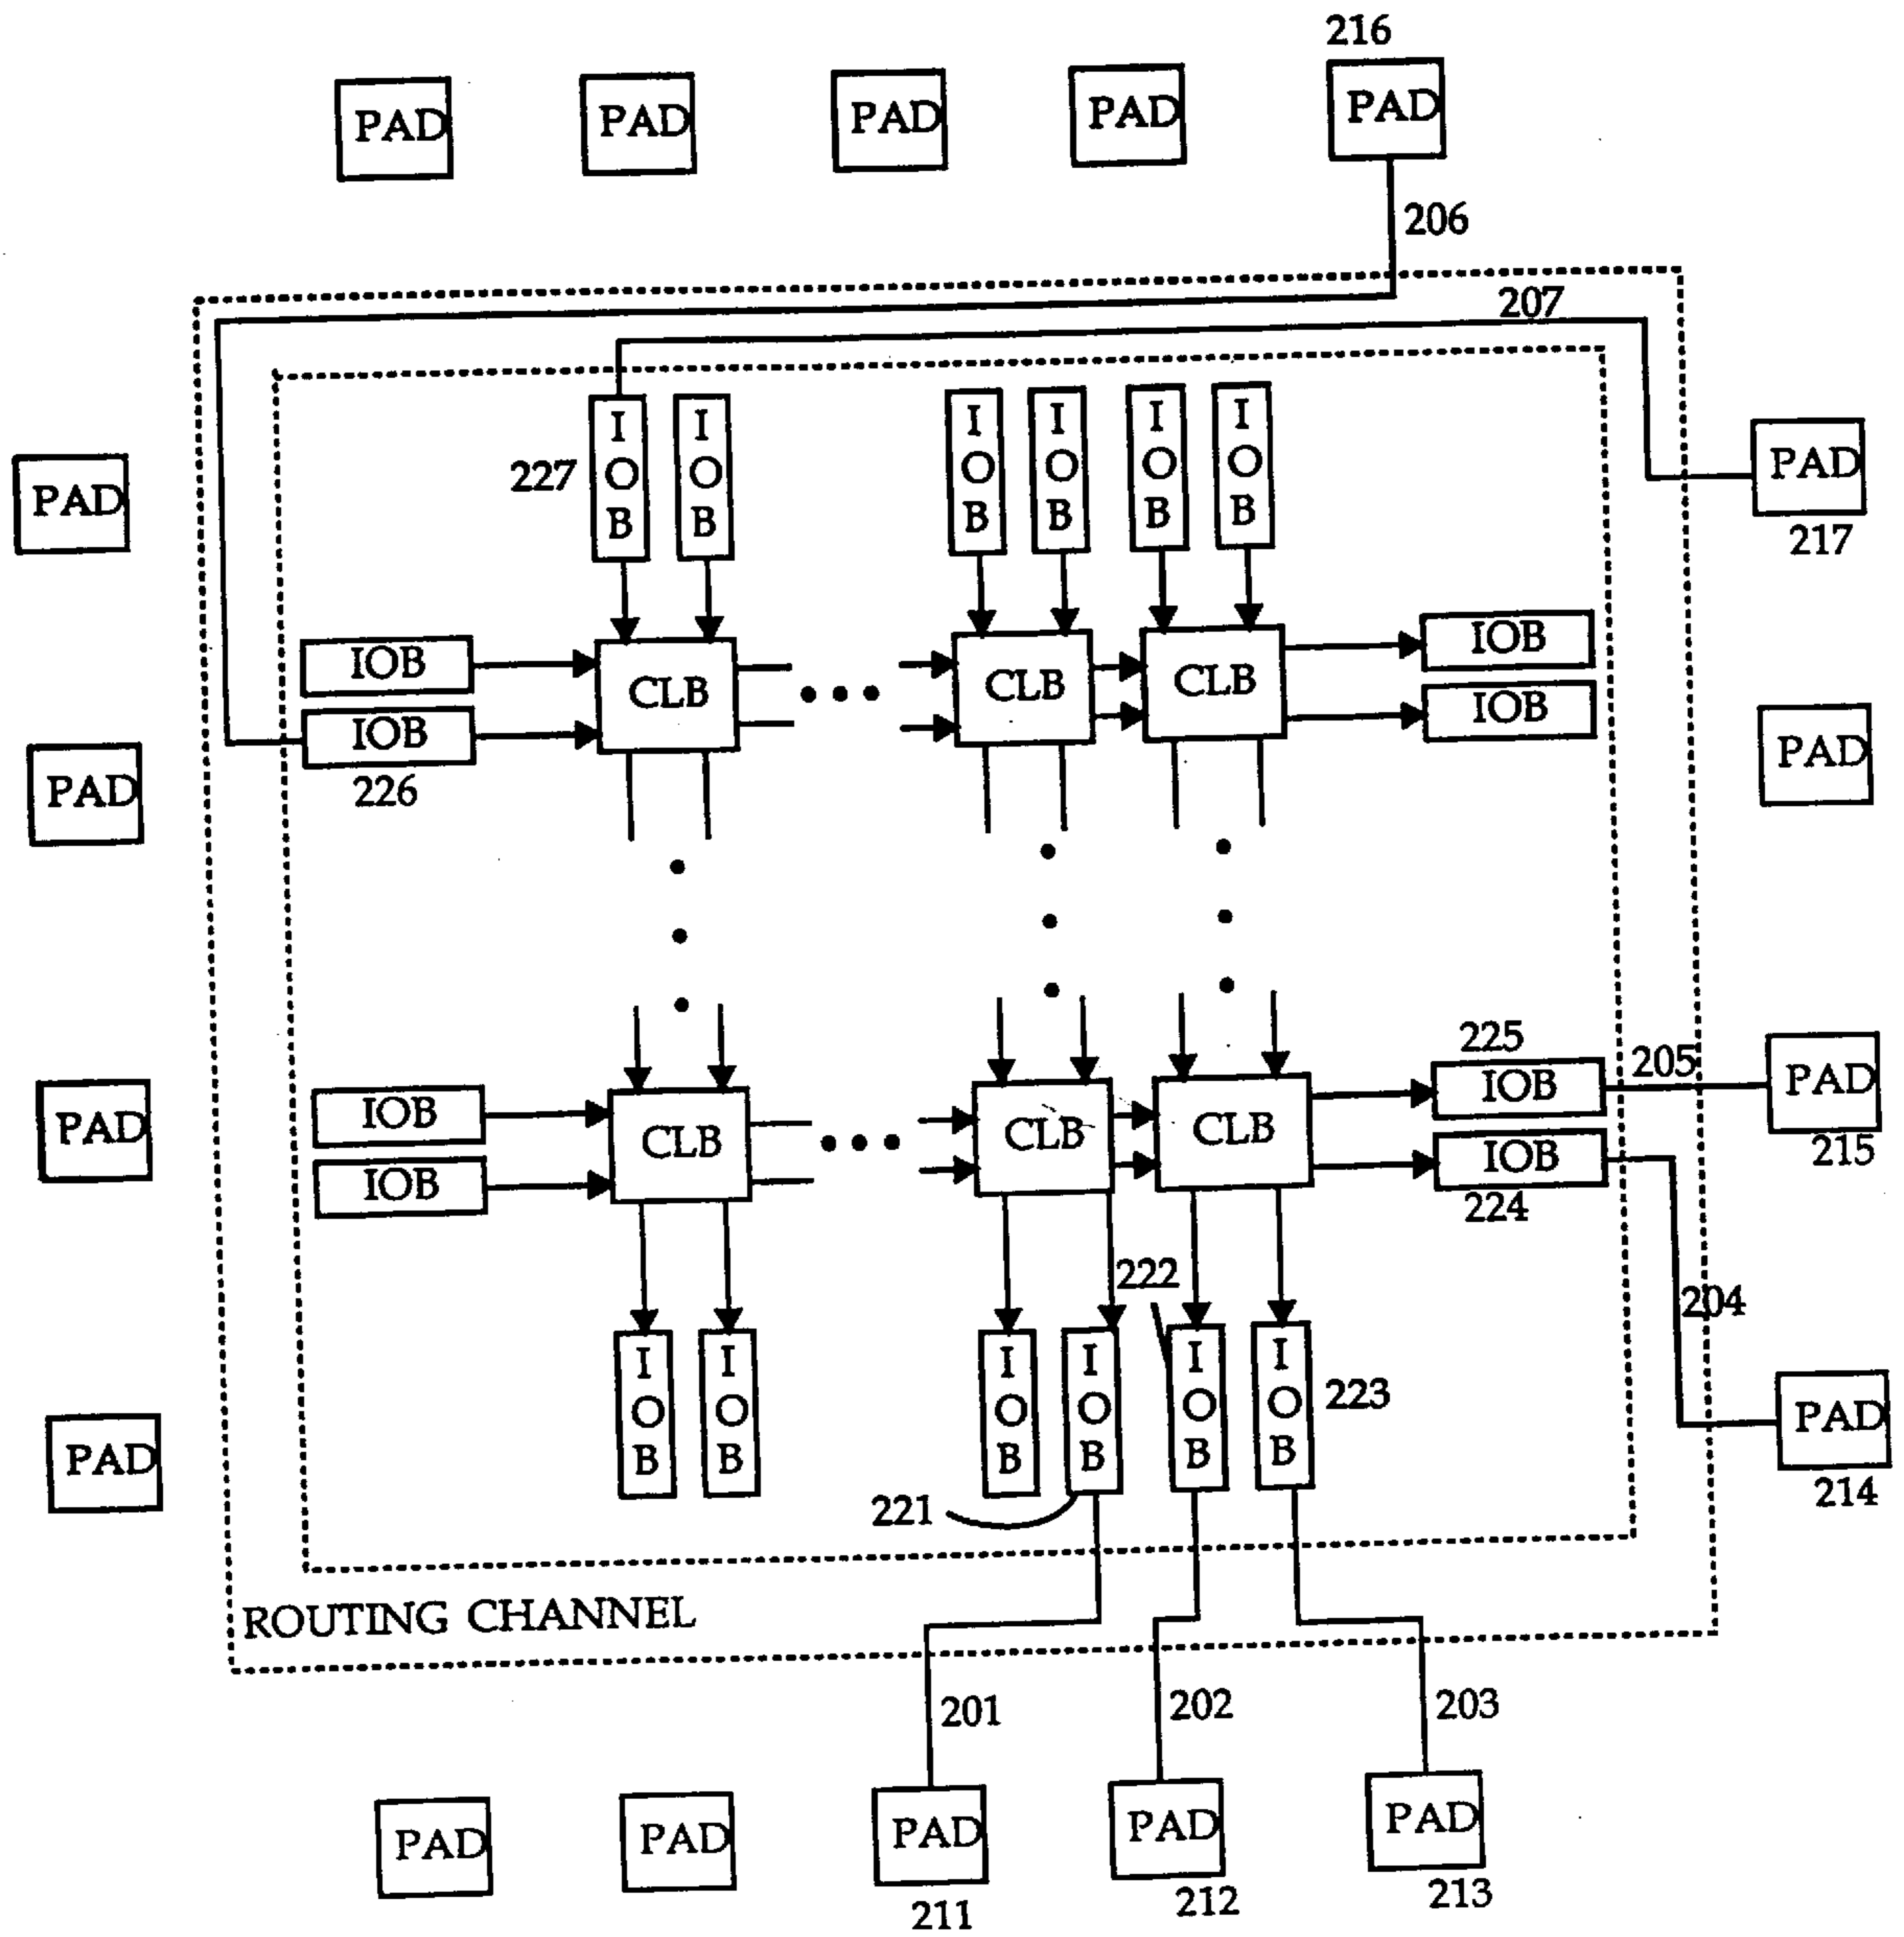 216
PAD PAD PAD PAD PAD
206
207
I I I I I I
O O O O O O
B B B B B B
227
PAD
PAD
217
IOB
CLB
CLB
CLB
IOB
IOB
IOB
226
PAD
PAD
225
205
IOB
CLB
CLB
CLB
IOB
PAD
PAD
215
IOB
IOB
224
222
204
I I I I I I
O O O O O O
B B B B B B
223
PAD
PAD
214
221
ROUTING CHANNEL
201
202
203
PAD PAD PAD PAD PAD
211
212
213